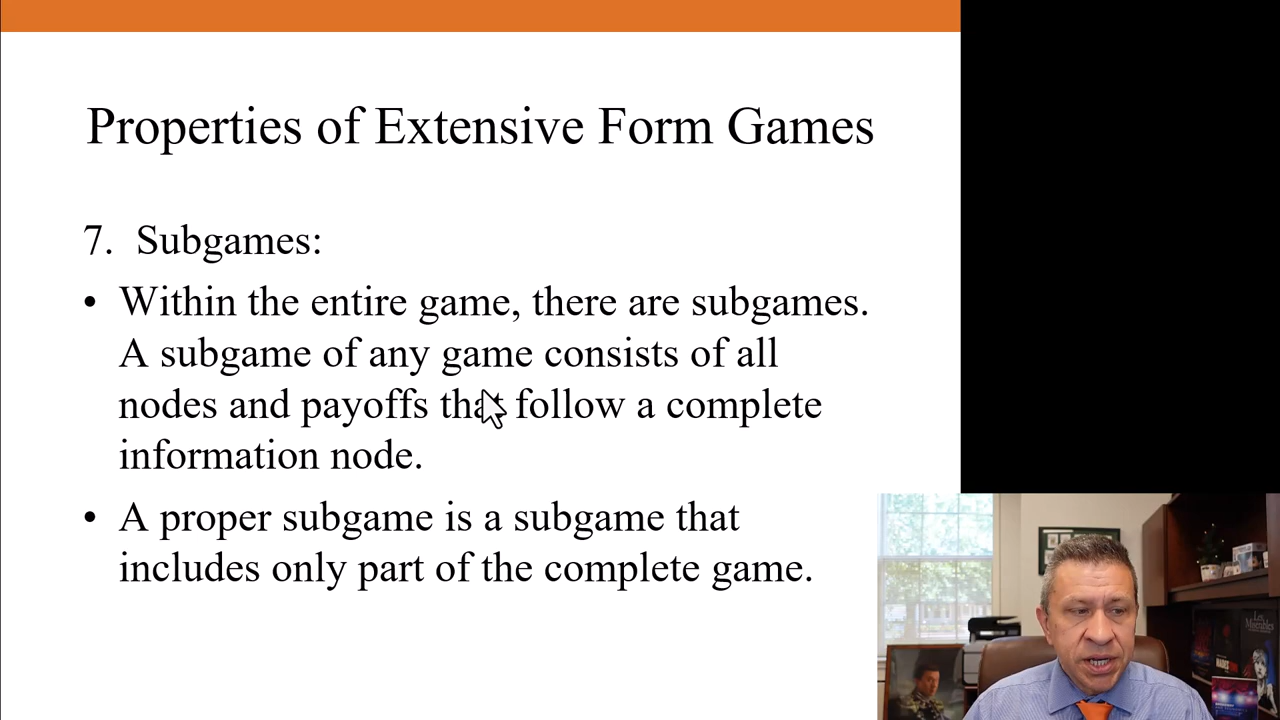 Properties of Extensive Form Games
7. Subgames:
• Within the entire game, there are subgames.
A subgame of any game consists of all
nodes and payoffs that follow a complete
information node.
• A proper subgame is a subgame that
includes only part of the complete game.
Les
Misérables